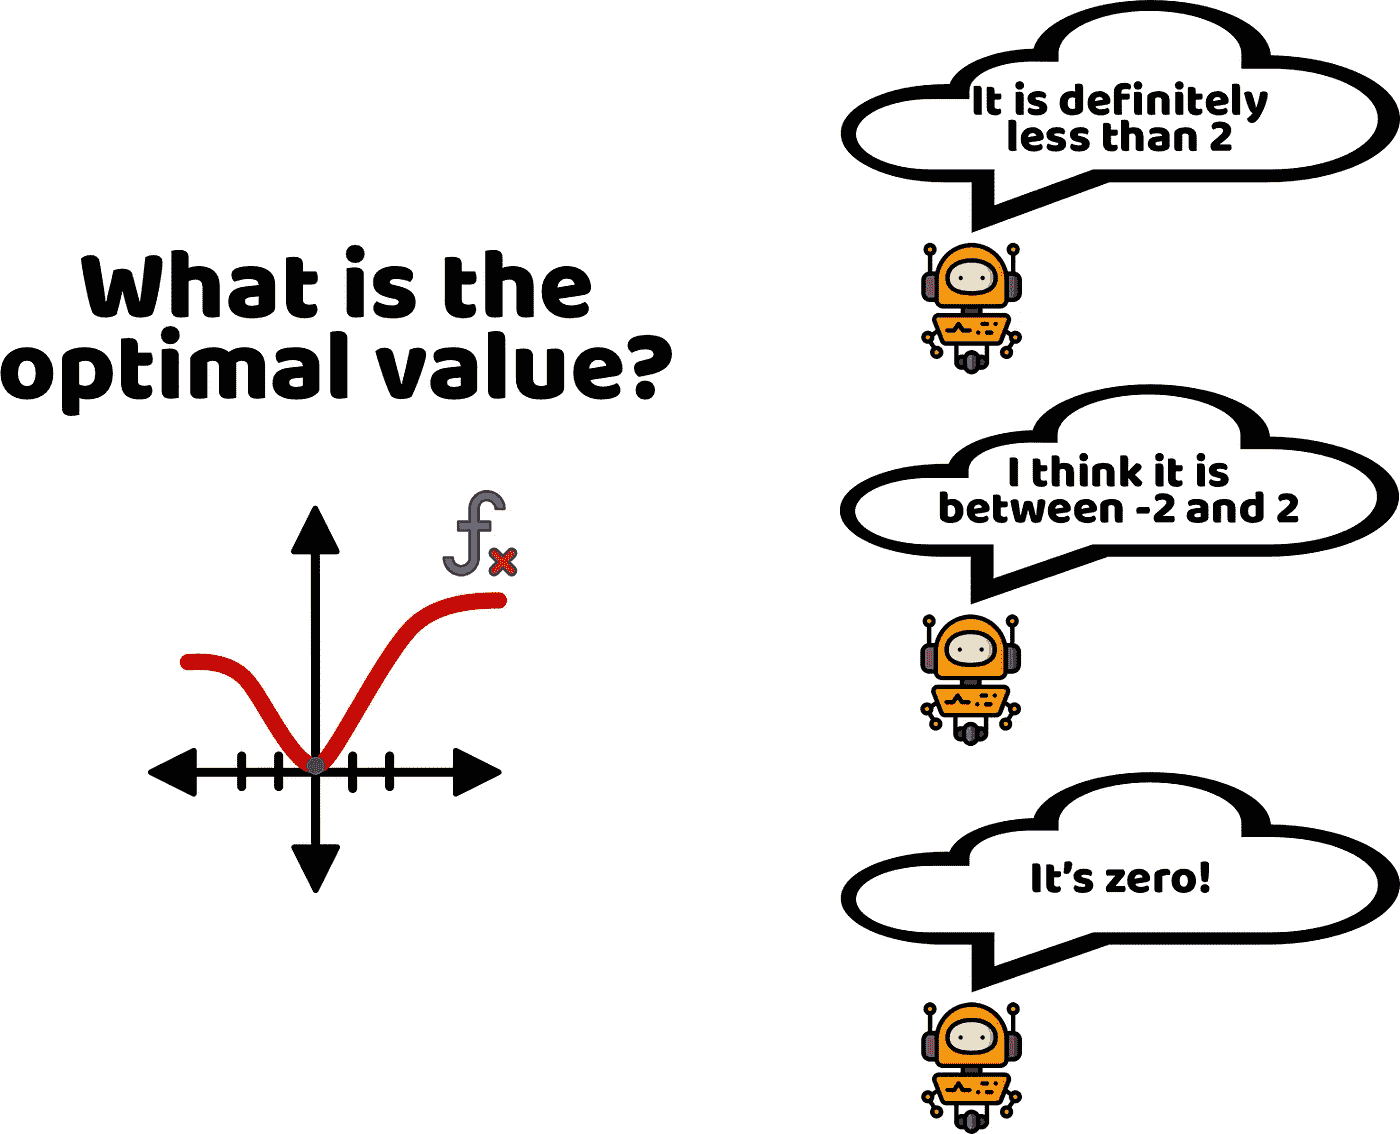 What is the
optimal value?
fx
It is definitely
less than 2
I think it is
between -2 and 2
It's zero!